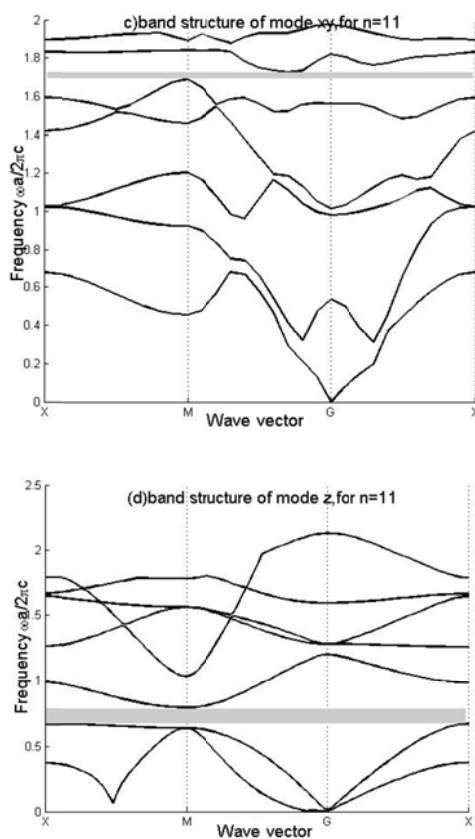 c)band structure of mode xy,for n=11
2
1.8
1.6
1.4
1.2
1
0.8
0.6
0.4
0.2
0
Frequency ωa/2πc
X M G X
Wave vector
(d)band structure of mode z,for n=11
2.5
2
1.5
1
0.5
0
Frequency ωa/2πc
X M G X
Wave vector